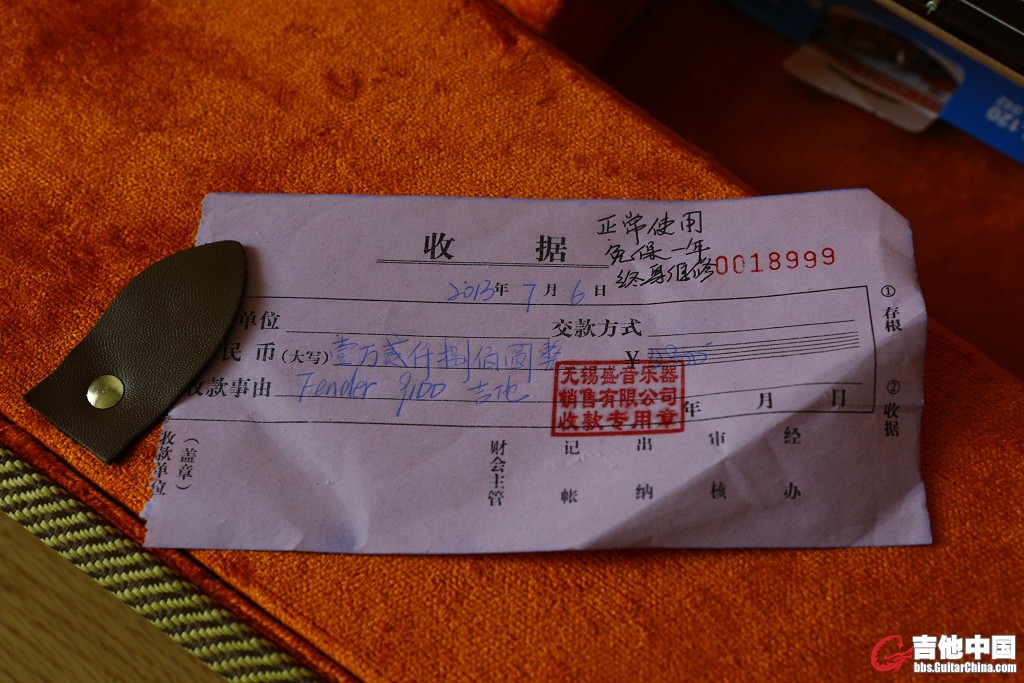 收 据
正常使用
免保一年
终身维修
0018999
2013年 7月 6日
单位
交款方式
民 币(大写) 壹万贰仟捌佰圆整 ¥
收款事由 Fender 9100 吉他
无锡盛音乐器
销售有限公司
收款专用章
年 月 日
① 存根
② 收据
收款单位
(盖章)
财会主管
记帐
出纳
审核
经办
120
吉他中国
bbs.GuitarChina.com